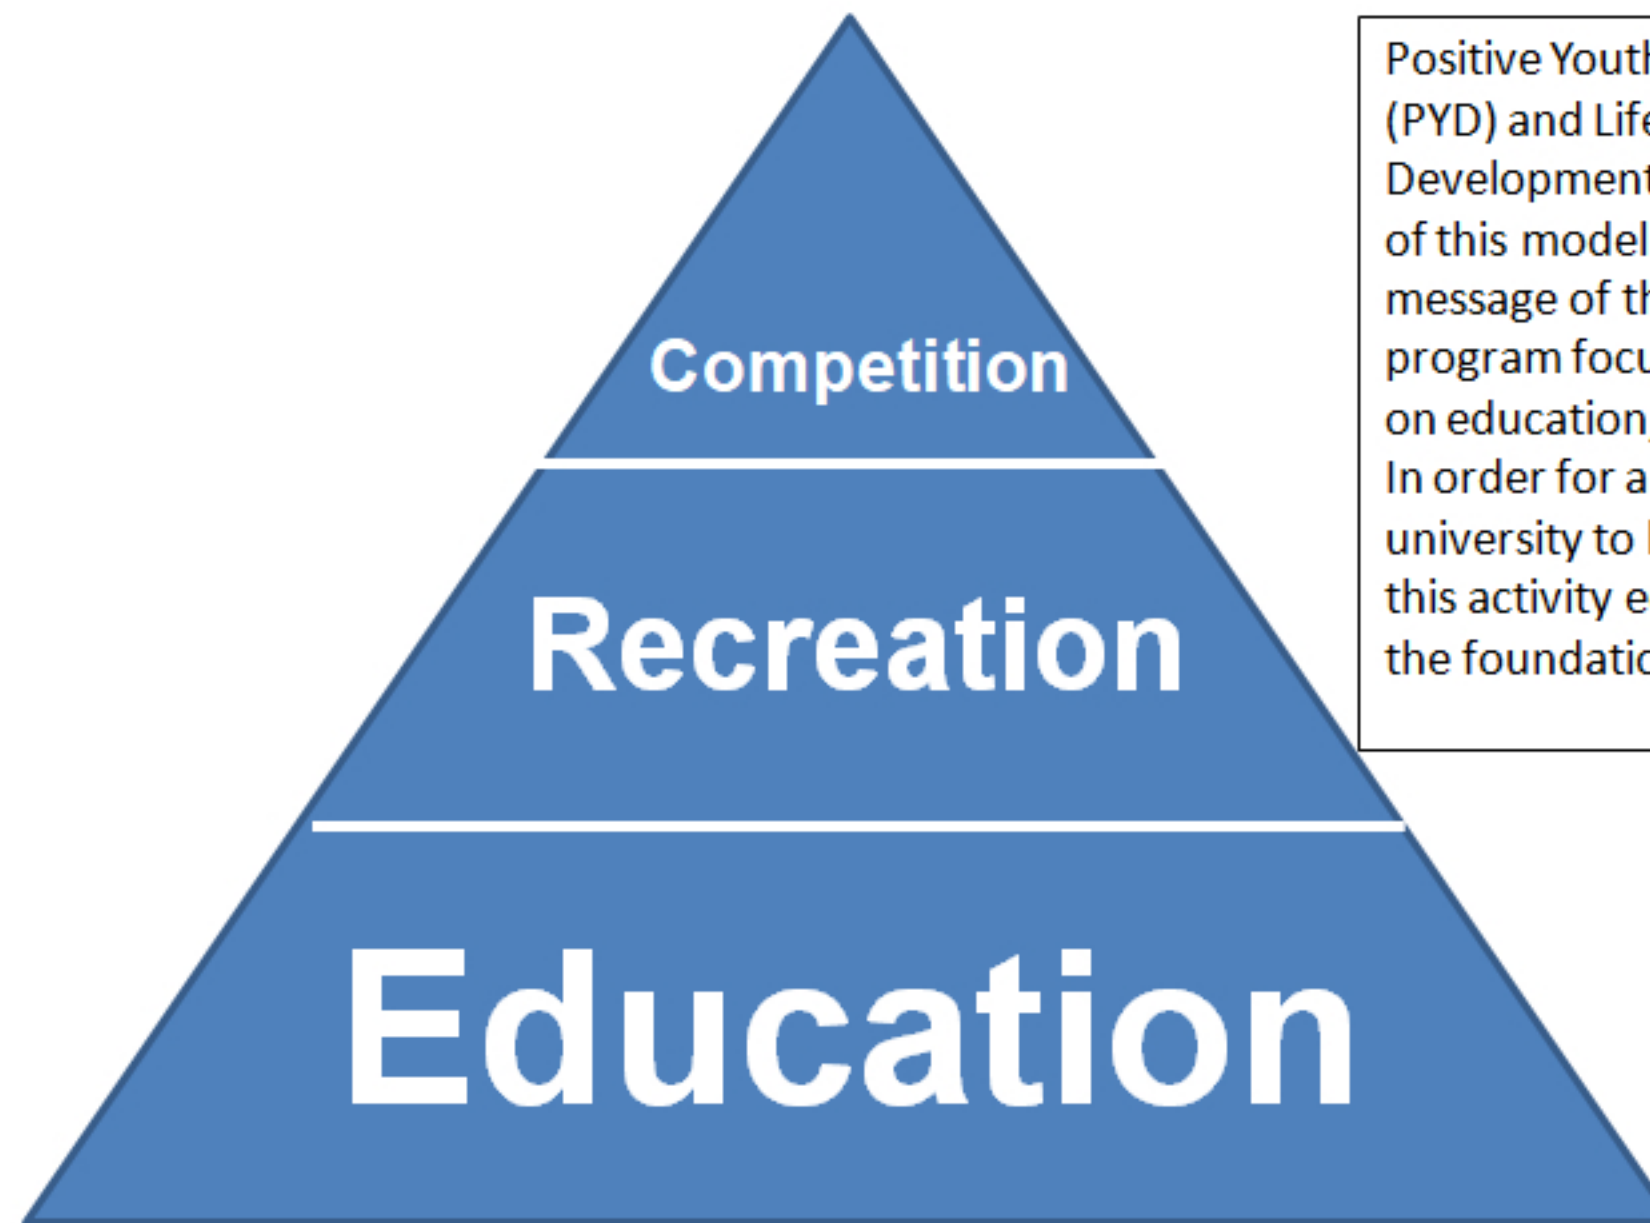 Competition
Recreation
Education
Positive Youth
(PYD) and Life
Development
of this model
message of th
program focu
on education,
In order for a
university to
this activity e
the foundatio